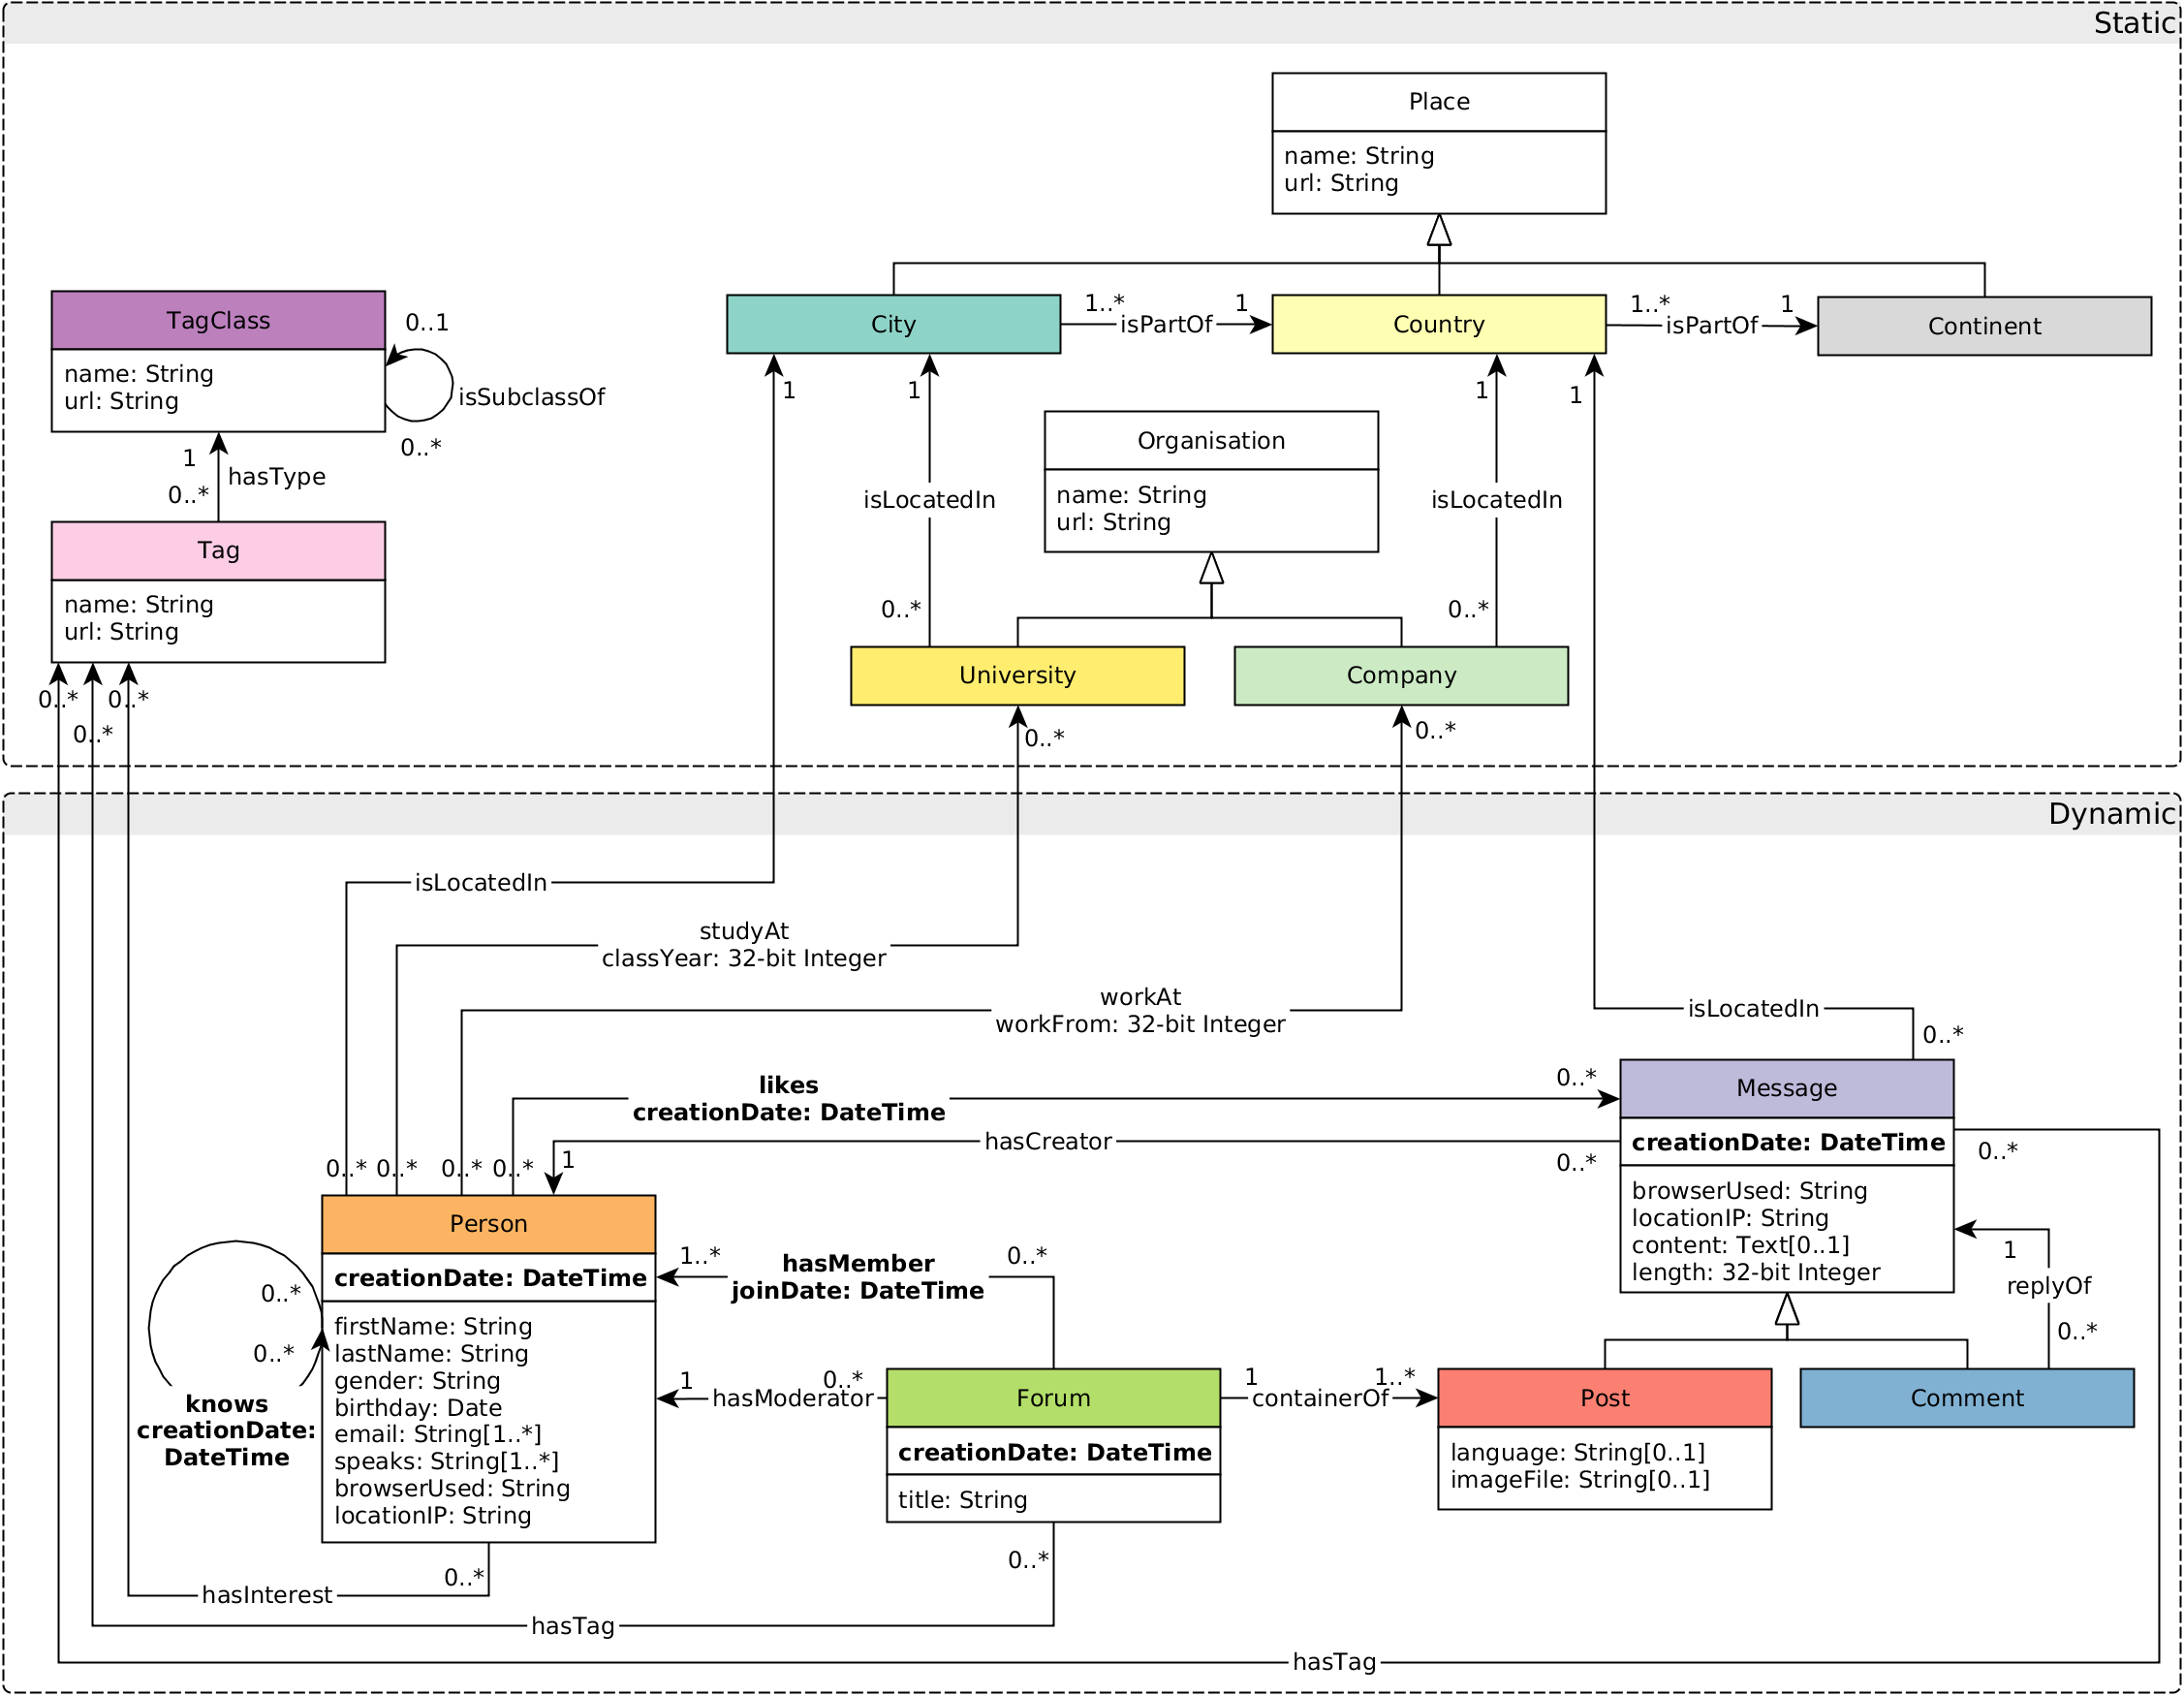 Static
Place
name: String
url: String
TagClass
name: String
url: String
0..1
isSubclassOf
0..*
City
1..*
isPartOf
1
Country
1..*
isPartOf
1
Continent
1
hasType
0..*
Tag
name: String
url: String
1
1
isLocatedIn
0..*
Organisation
name: String
url: String
1
isLocatedIn
0..*
1
University
Company
0..*
0..*
0..*
0..*
0..*
Dynamic
isLocatedIn
studyAt
classYear: 32-bit Integer
workAt
workFrom: 32-bit Integer
isLocatedIn
0..*
likes
creationDate: DateTime
0..*
hasCreator
0..*
0..*
0..*
0..*
0..*
1
Message
creationDate: DateTime
browserUsed: String
locationIP: String
content: Text[0..1]
length: 32-bit Integer
0..*
1
replyOf
0..*
Person
creationDate: DateTime
firstName: String
lastName: String
gender: String
birthday: Date
email: String[1..*]
speaks: String[1..*]
browserUsed: String
locationIP: String
0..*
0..*
knows
creationDate:
DateTime
1..*
hasMember
joinDate: DateTime
0..*
1
hasModerator
0..*
Forum
creationDate: DateTime
title: String
1
containerOf
1..*
Post
language: String[0..1]
imageFile: String[0..1]
Comment
0..*
hasInterest
0..*
hasTag
hasTag